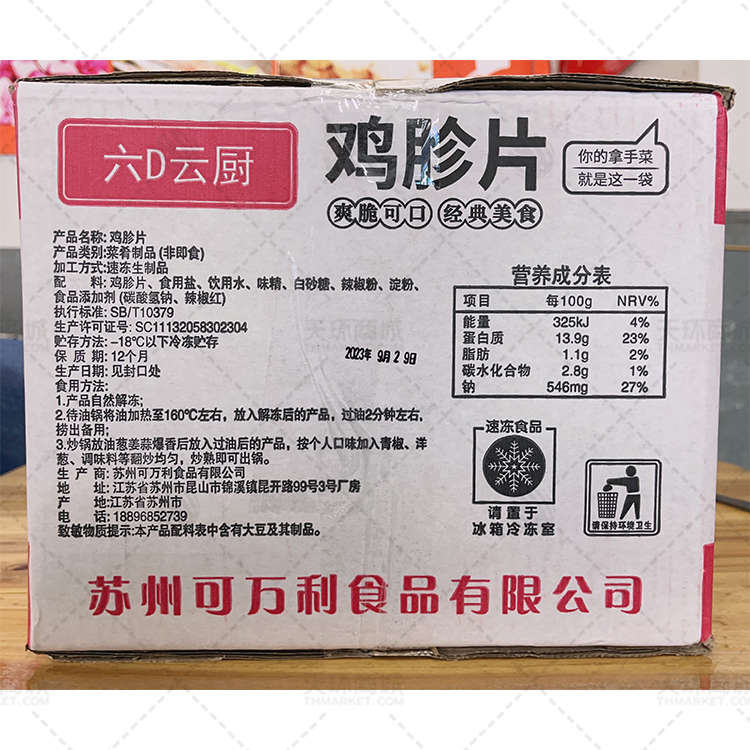 六D云厨
鸡胗片
你的拿手菜
就是这一袋
爽脆可口 经典美食
产品名称: 鸡胗片
产品类别:菜肴制品 (非即食)
加工方式:速冻生制品
配 料: 鸡胗片、食用盐、饮用水、味精、白砂糖、辣椒粉、淀粉、
食品添加剂 (碳酸氢钠、辣椒红)
执行标准: SB/T10379
生产许可证号: SC11132058302304
贮存方法: -18℃以下冷冻贮存
保 质 期: 12个月
生产日期: 见封口处
2023年 9月 2 9日
食用方法:
1.产品自然解冻;
2.待油锅将油加热至160℃左右，放入解冻后的产品，过油2分钟左右,
捞出备用;
3.炒锅放油葱姜蒜爆香后放入过油后的产品，按个人口味加入青椒、洋
葱、调味料等翻炒均匀，炒熟即可出锅。
生 产 商: 苏州可万利食品有限公司
地 址: 江苏省苏州市昆山市锦溪镇昆开路99号3号厂房
产 地:江苏省苏州市
电 话: 18896852739
致敏物质提示:本产品配料表中含有大豆及其制品。
营养成分表
项目 每100g NRV%
能量 325kJ 4%
蛋白质 13.9g 23%
脂肪 1.1g 2%
碳水化合物 2.8g 1%
钠 546mg 27%
速冻食品
请置于
冰箱冷冻室
请保持环境卫生
苏州可万利食品有限公司
天环商城
THMARKET.COM